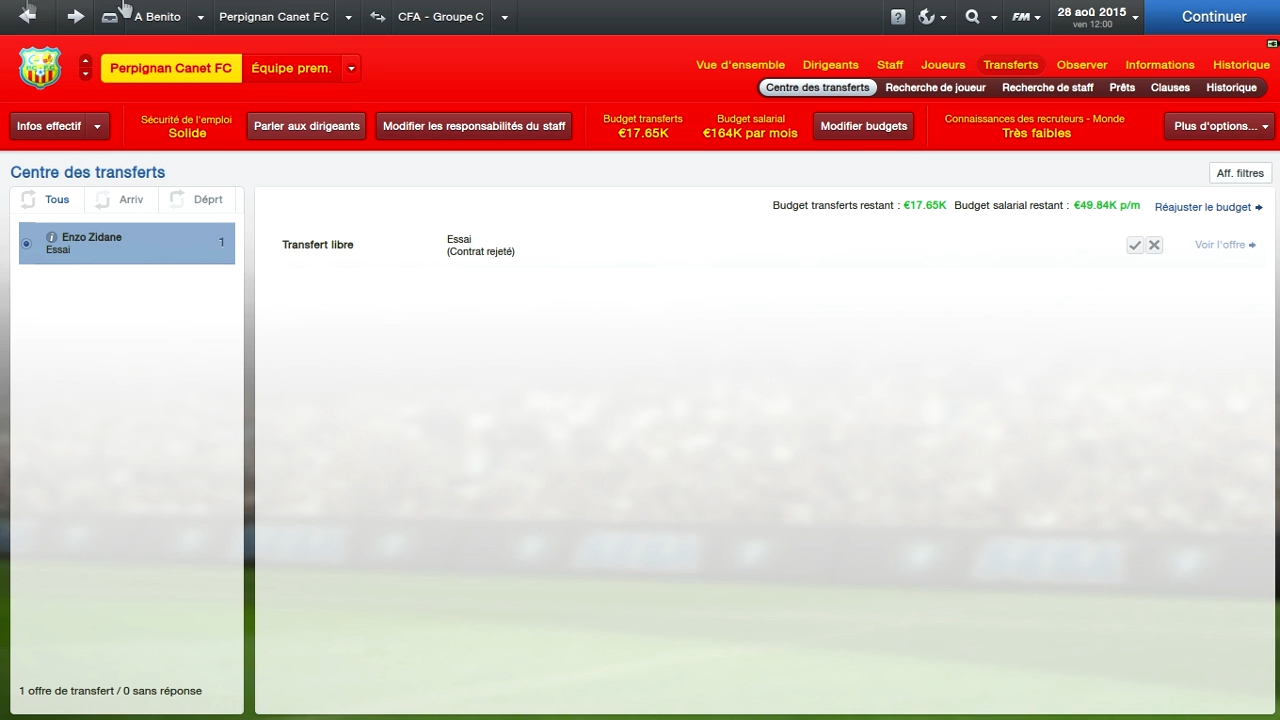 A Benito
Perpignan Canet FC
CFA - Groupe C
?
FM
28 aoû 2015
ven 12:00
Continuer
Perpignan Canet FC
Équipe prem.
Vue d'ensemble
Dirigeants
Staff
Joueurs
Transferts
Observer
Informations
Historique
Centre des transferts
Recherche de joueur
Recherche de staff
Prêts
Clauses
Historique
Infos effectif
Sécurité de l'emploi
Solide
Parler aux dirigeants
Modifier les responsabilités du staff
Budget transferts
€17.65K
Budget salarial
€164K par mois
Modifier budgets
Connaissances des recruteurs - Monde
Très faibles
Plus d'options...
Centre des transferts
Aff. filtres
Tous
Arriv
Déprt
Budget transferts restant : €17.65K Budget salarial restant : €49.84K p/m Réajuster le budget
Enzo Zidane
Essai
1
Transfert libre
Essai
(Contrat rejeté)
Voir l'offre
1 offre de transfert / 0 sans réponse